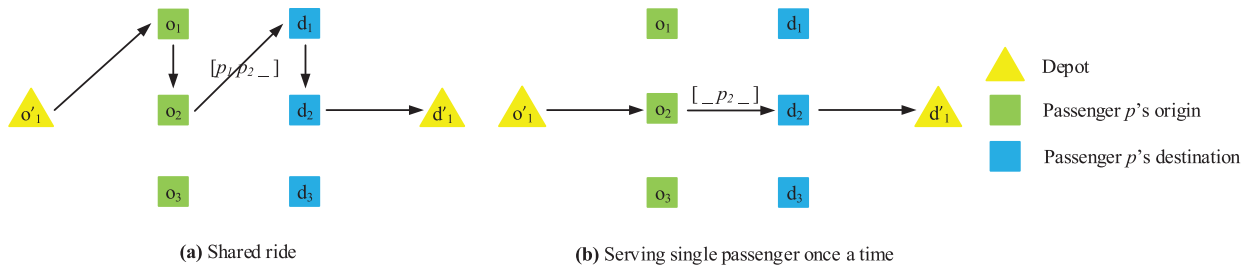 o₁ d₁ o₁ d₁
[p₁ p₂ _ ] [ _ p₂ _ ] Depot
o'₁ o₂ d₂ d'₁ o'₁ o₂ d₂ d'₁ Passenger p's origin
Passenger p's destination
o₃ d₃ o₃ d₃
(a) Shared ride (b) Serving single passenger once a time